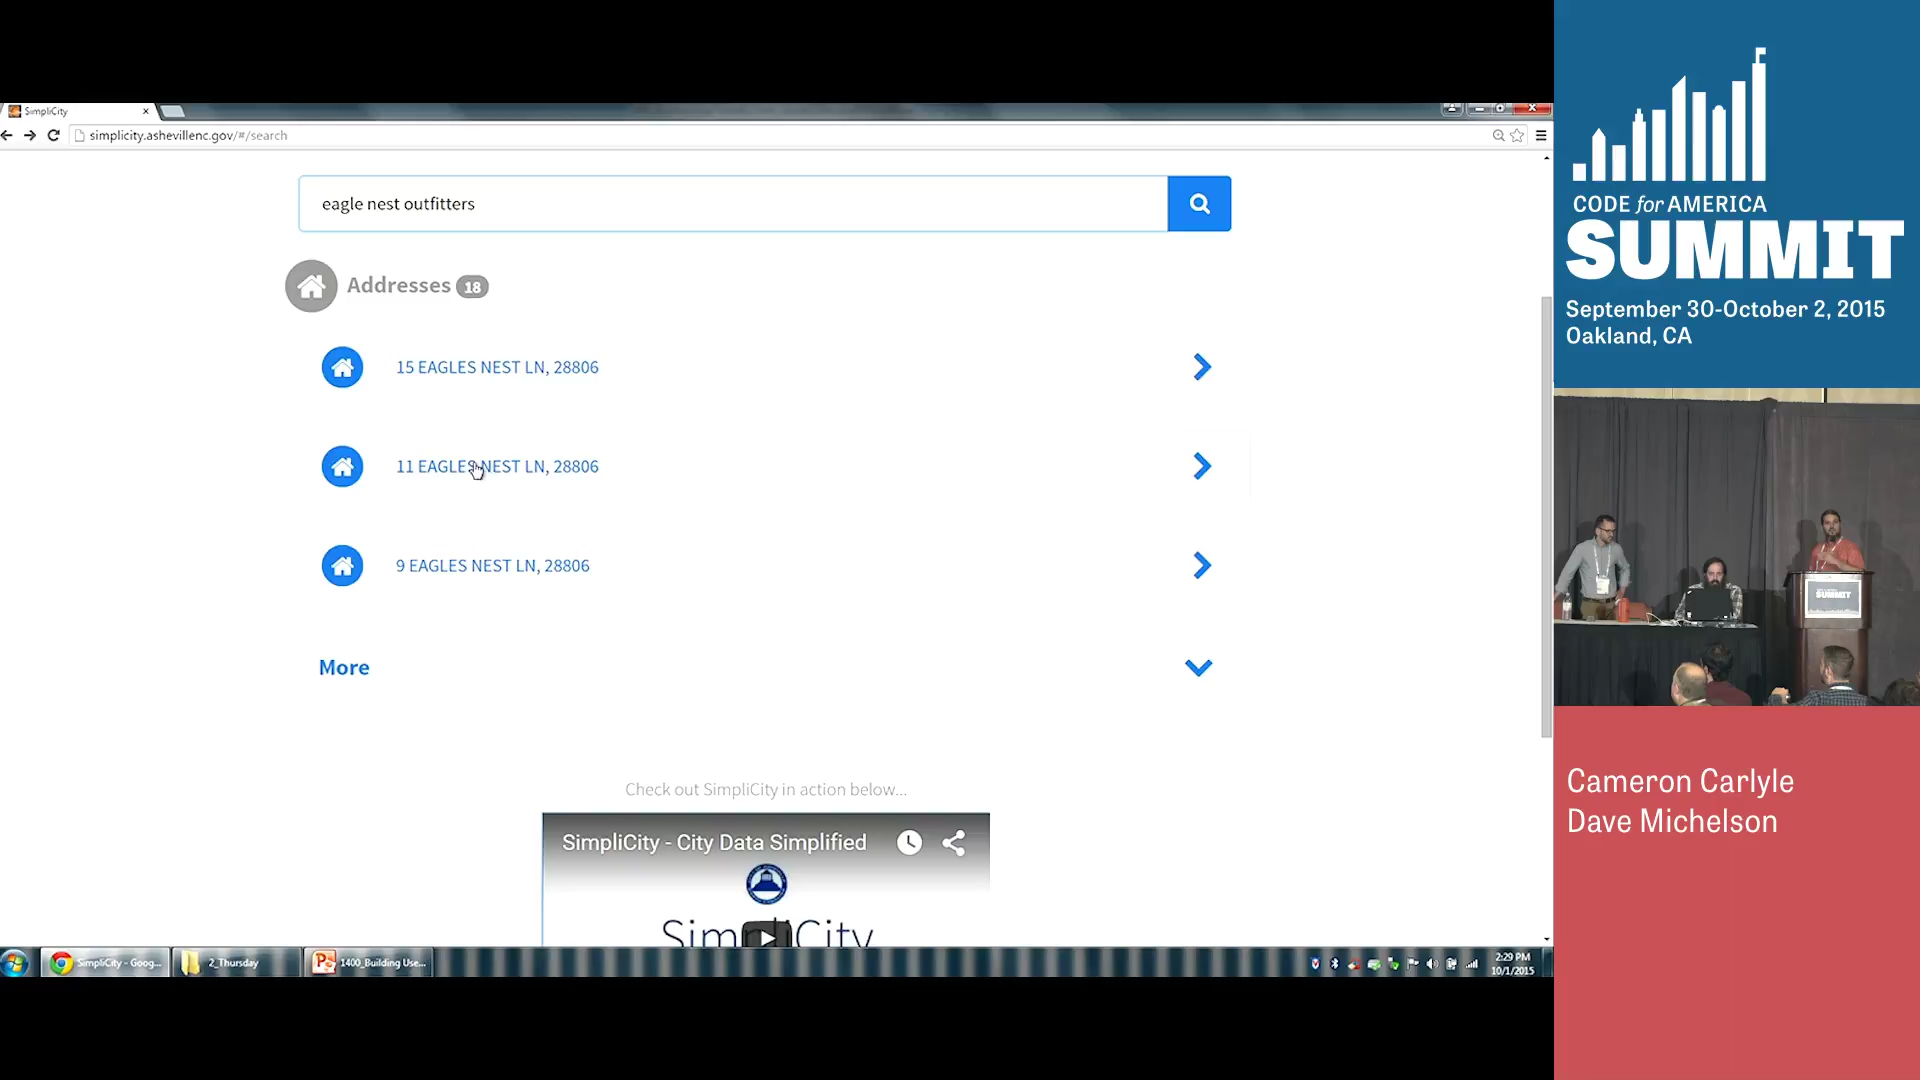 SimpliCity
simplicity.ashevillenc.gov/#/search
eagle nest outfitters
Addresses 18
15 EAGLES NEST LN, 28806
11 EAGLES NEST LN, 28806
9 EAGLES NEST LN, 28806
More
Check out SimpliCity in action below...
SimpliCity - City Data Simplified
SimpliCity
SimpliCity - Goog...
2_Thursday
1400_Building Use...
2:29 PM
10/1/2015
CODE for AMERICA
SUMMIT
September 30-October 2, 2015
Oakland, CA
SUMMIT
Cameron Carlyle
Dave Michelson